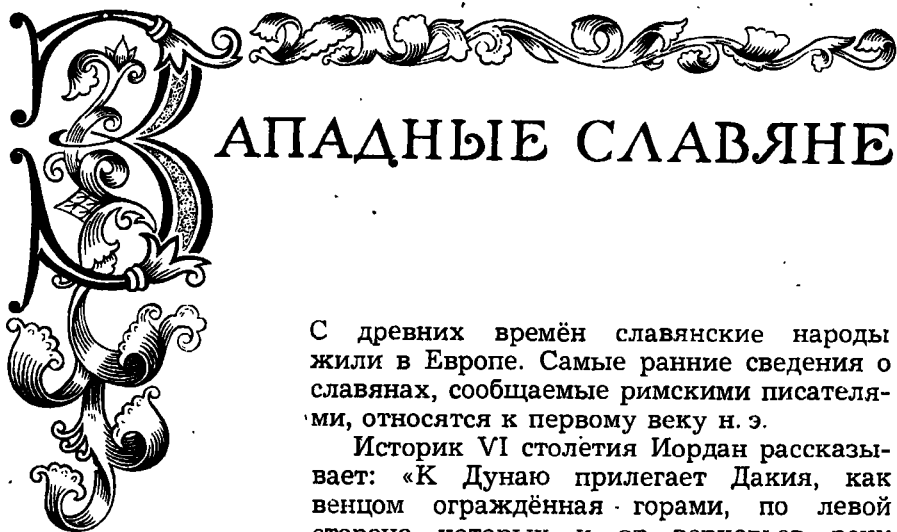 ЗАПАДНЫЕ СЛАВЯНЕ
С древних времён славянские народы
жили в Европе. Самые ранние сведения о
славянах, сообщаемые римскими писателя-
ми, относятся к первому веку н. э.
Историк VI столетия Иордан рассказы-
вает: «К Дунаю прилегает Дакия, как
венцом ограждённая горами, по левой